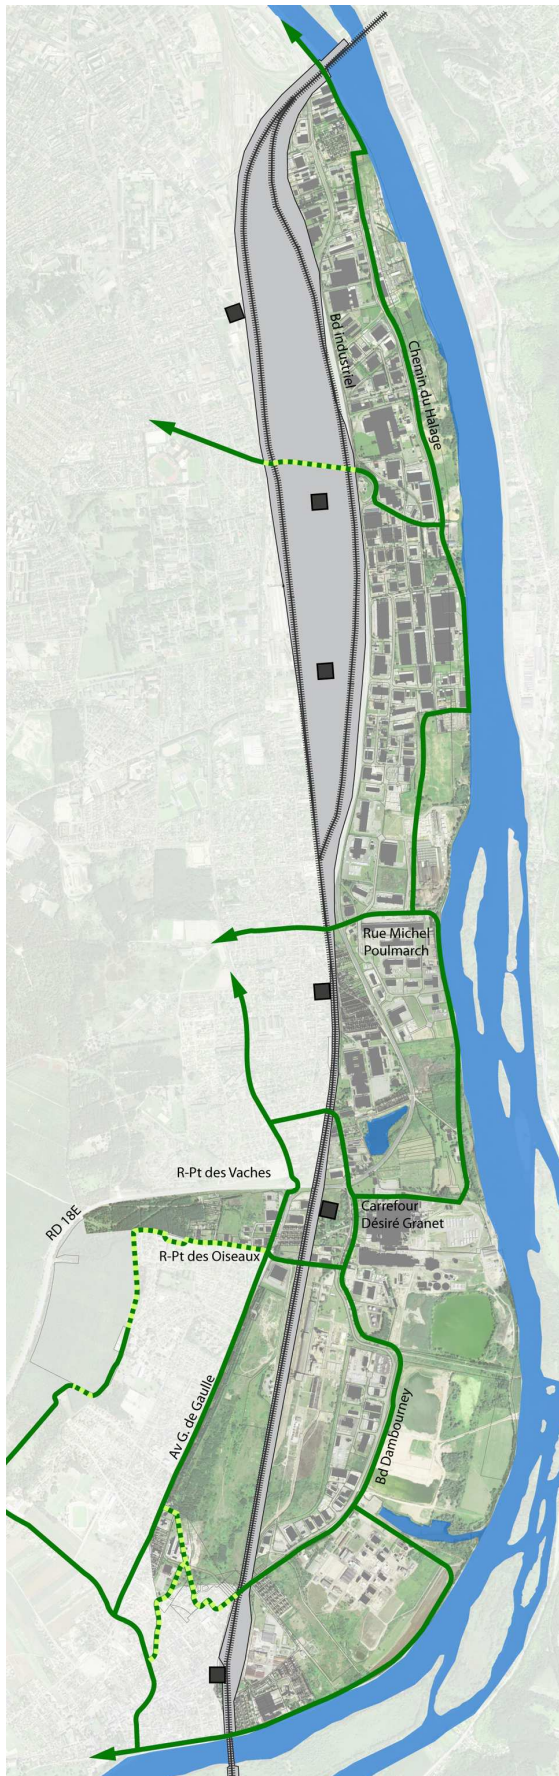 Bd industriel
Chemin du Halage
Rue Michel
Poulmarch
R-Pt des Vaches
RD 18E
Carrefour
Désiré Granet
R-Pt des Oiseaux
Av G. de Gaulle
Bd Dambourney